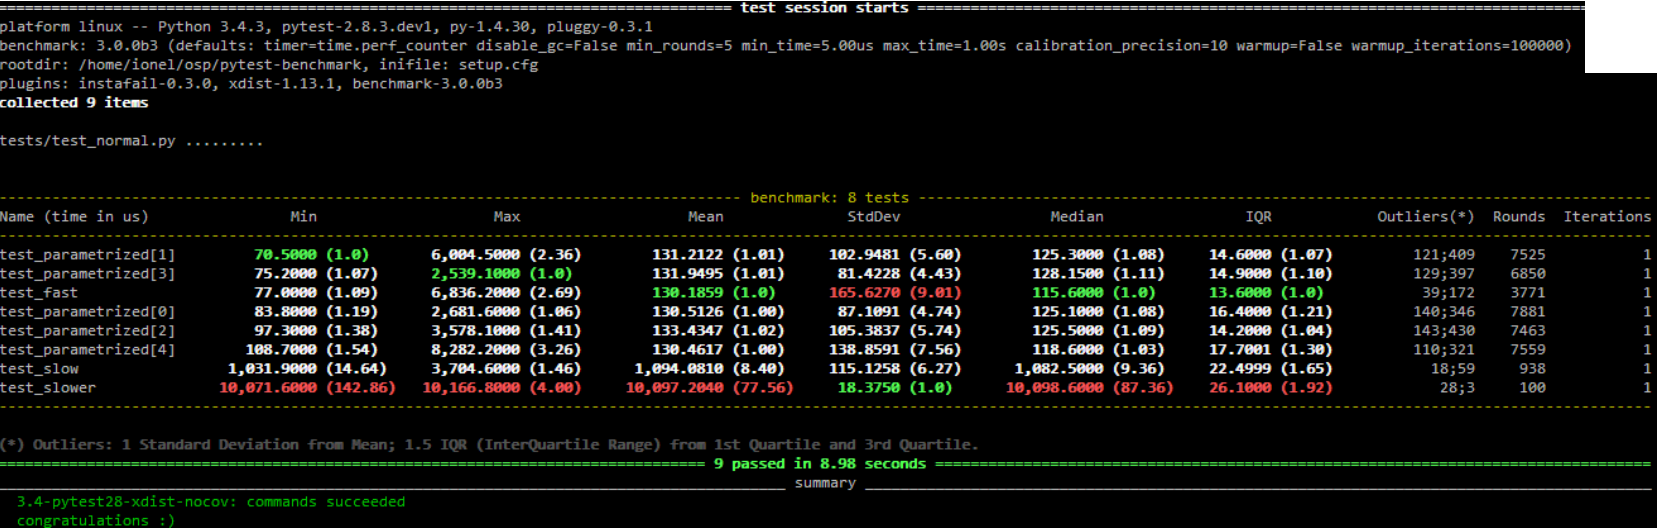 ============================ test session starts ============================
platform linux -- Python 3.4.3, pytest-2.8.3.dev1, py-1.4.30, pluggy-0.3.1
benchmark: 3.0.0b3 (defaults: timer=time.perf_counter disable_gc=False min_rounds=5 min_time=5.00us max_time=1.00s calibration_precision=10 warmup=False warmup_iterations=100000)
rootdir: /home/ionel/osp/pytest-benchmark, inifile: setup.cfg
plugins: instafail-0.3.0, xdist-1.13.1, benchmark-3.0.0b3
collected 9 items
tests/test_normal.py .........
---------------------------- benchmark: 8 tests ----------------------------
Name (time in us) Min Max Mean StdDev Median IQR Outliers(*) Rounds Iterations
test_parametrized[1] 70.5000 (1.0) 6,004.5000 (2.36) 131.2122 (1.01) 102.9481 (5.60) 125.3000 (1.08) 14.6000 (1.07) 121;409 7525 1
test_parametrized[3] 75.2000 (1.07) 2,539.1000 (1.0) 131.9495 (1.01) 81.4228 (4.43) 128.1500 (1.11) 14.9000 (1.10) 129;397 6850 1
test_fast 77.0000 (1.09) 6,836.2000 (2.69) 130.1859 (1.0) 165.6270 (9.01) 115.6000 (1.0) 13.6000 (1.0) 39;172 3771 1
test_parametrized[0] 83.8000 (1.19) 2,681.6000 (1.06) 130.5126 (1.00) 87.1091 (4.74) 125.1000 (1.08) 16.4000 (1.21) 140;346 7881 1
test_parametrized[2] 97.3000 (1.38) 3,578.1000 (1.41) 133.4347 (1.02) 105.3837 (5.74) 125.5000 (1.09) 14.2000 (1.04) 143;430 7463 1
test_parametrized[4] 108.7000 (1.54) 8,282.2000 (3.26) 130.4617 (1.00) 138.8591 (7.56) 118.6000 (1.03) 17.7001 (1.30) 110;321 7559 1
test_slow 1,031.9000 (14.64) 3,704.6000 (1.46) 1,094.0810 (8.40) 115.1258 (6.27) 1,082.5000 (9.36) 22.4999 (1.65) 18;59 938 1
test_slower 10,071.6000 (142.86) 10,166.8000 (4.00) 10,097.2040 (77.56) 18.3750 (1.0) 10,098.6000 (87.36) 26.1000 (1.92) 28;3 100 1
(*) Outliers: 1 Standard Deviation from Mean; 1.5 IQR (InterQuartile Range) from 1st Quartile and 3rd Quartile.
============================ 9 passed in 8.98 seconds ============================
____________________________ summary ____________________________
3.4-pytest28-xdist-nocov: commands succeeded
congratulations :)